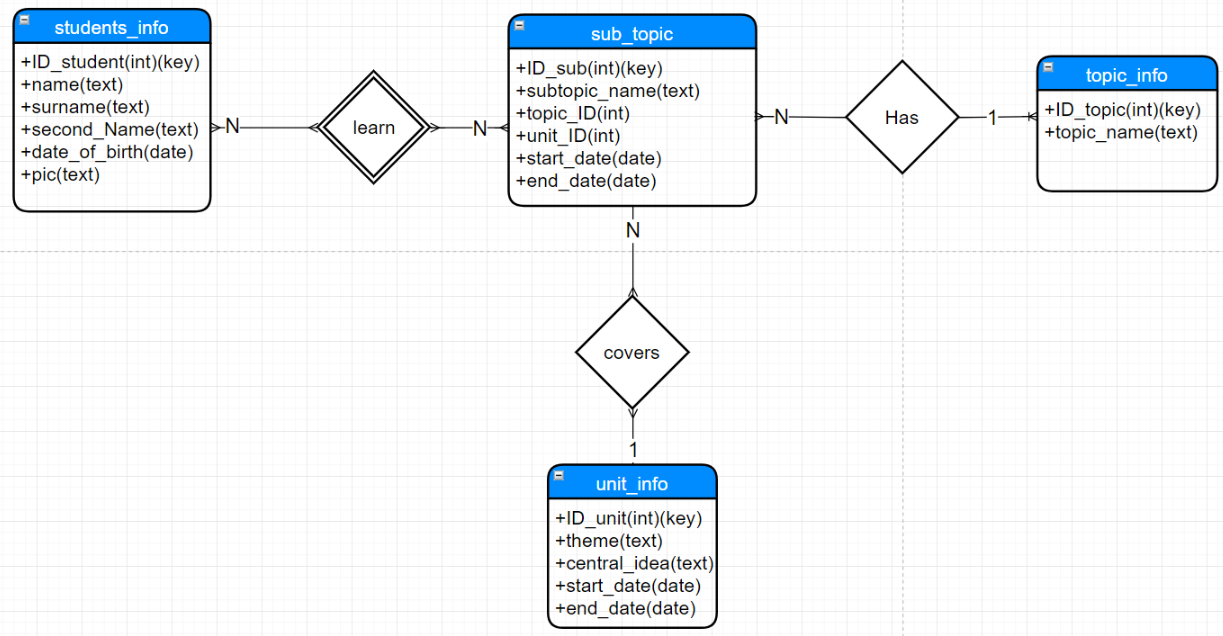 students_info
+ID_student(int)(key)
+name(text)
+surname(text)
+second_Name(text)
+date_of_birth(date)
+pic(text)
N
learn
N
sub_topic
+ID_sub(int)(key)
+subtopic_name(text)
+topic_ID(int)
+unit_ID(int)
+start_date(date)
+end_date(date)
N
Has
1
topic_info
+ID_topic(int)(key)
+topic_name(text)
N
covers
1
unit_info
+ID_unit(int)(key)
+theme(text)
+central_idea(text)
+start_date(date)
+end_date(date)